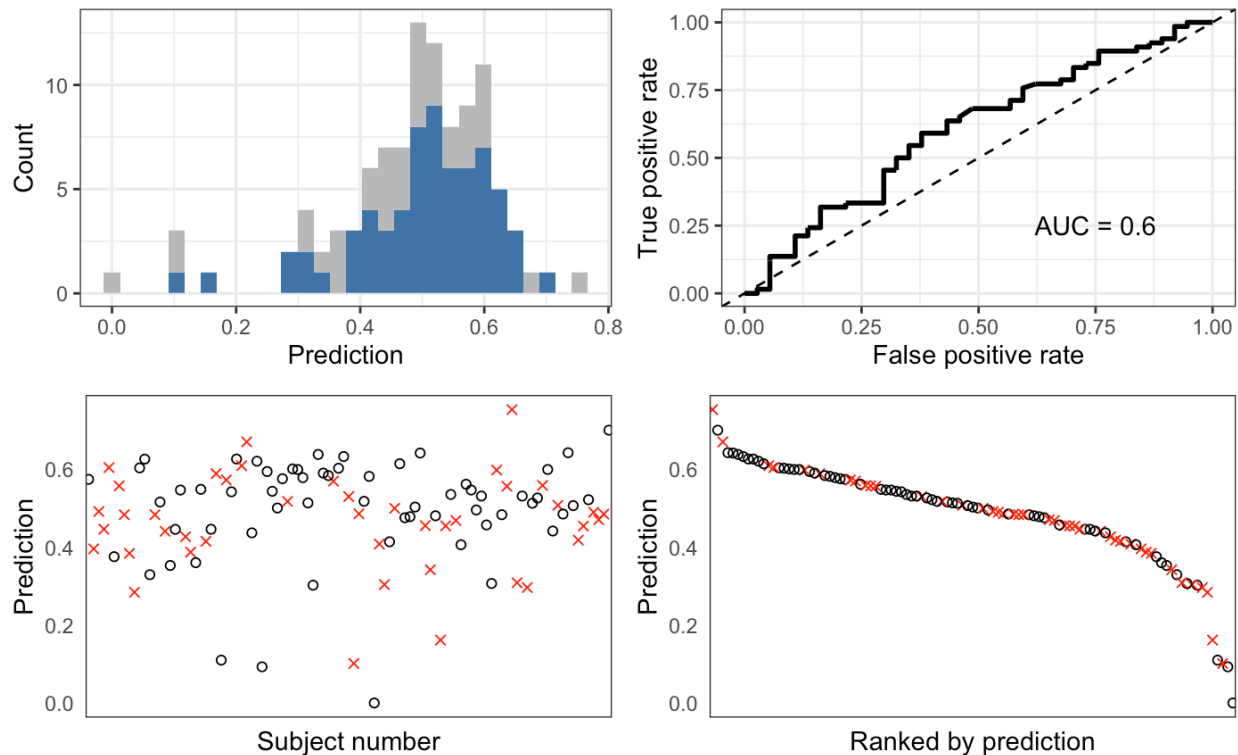 Count
10
5
0
0.0 0.2 0.4 0.6 0.8
Prediction
True positive rate
1.00
0.75
0.50
0.25
0.00
AUC = 0.6
0.00 0.25 0.50 0.75 1.00
False positive rate
Prediction
0.6
0.4
0.2
0.0
Subject number
Prediction
0.6
0.4
0.2
0.0
Ranked by prediction